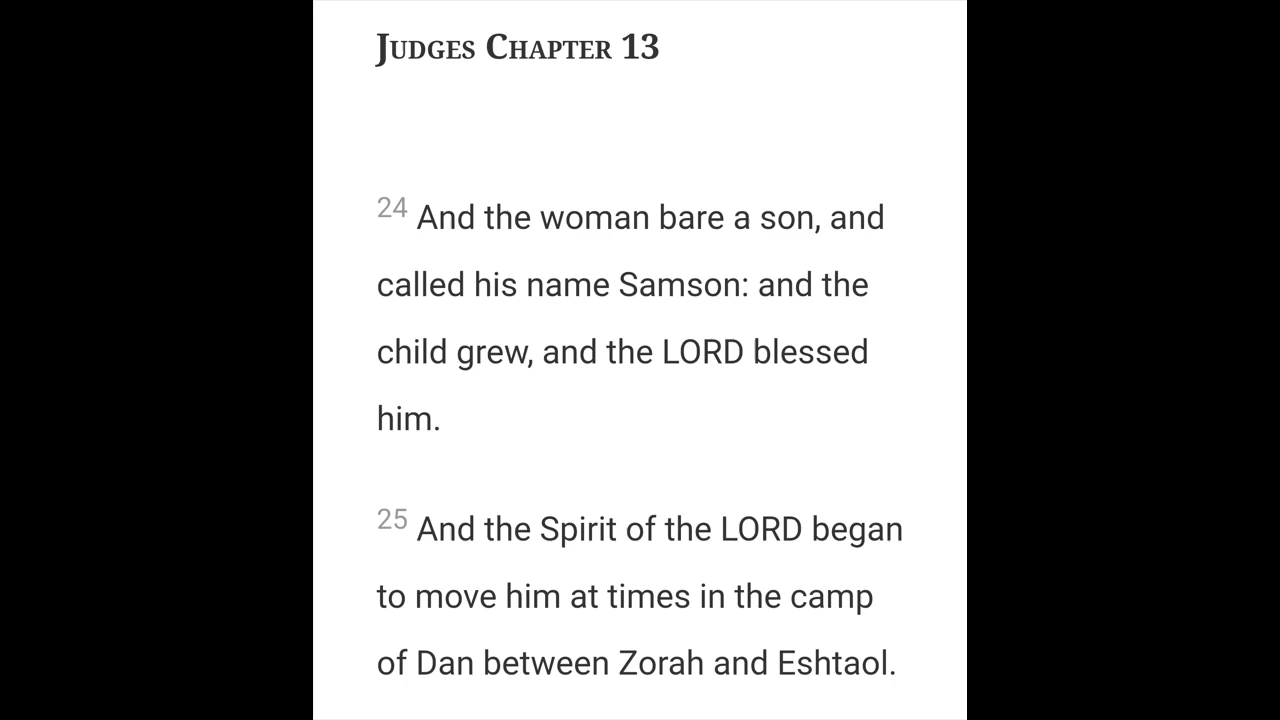 Judges Chapter 13
24 And the woman bare a son, and
called his name Samson: and the
child grew, and the LORD blessed
him.
25 And the Spirit of the LORD began
to move him at times in the camp
of Dan between Zorah and Eshtaol.